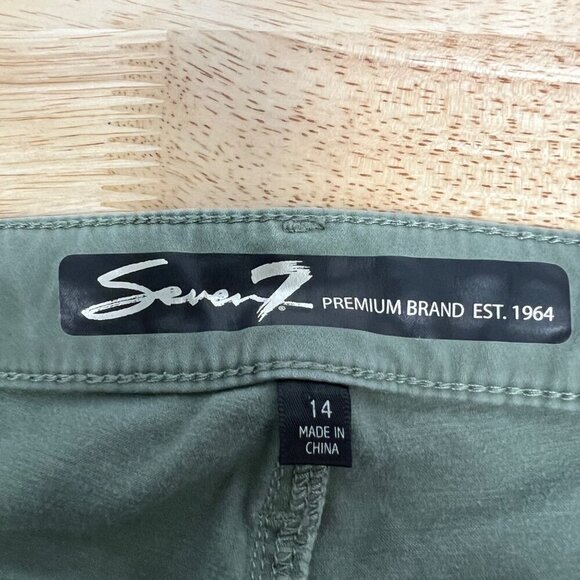 Seven7 PREMIUM BRAND EST. 1964
14
MADE IN
CHINA